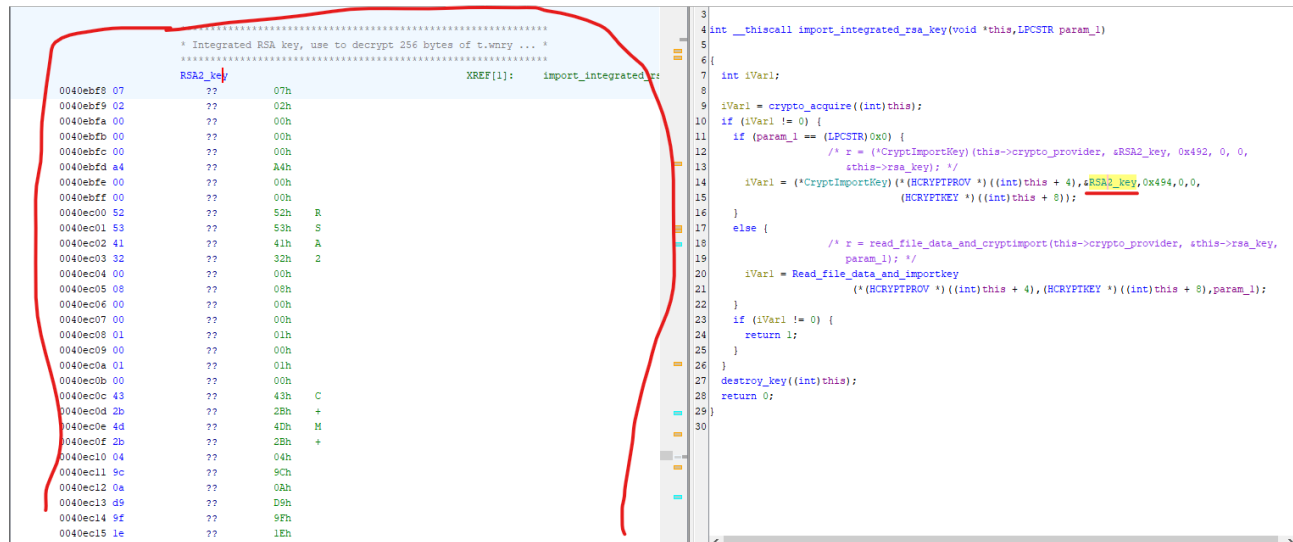 ************************************************************
* Integrated RSA key, use to decrypt 256 bytes of t.wnry ... *
************************************************************
RSA2_key XREF[1]: import_integrated_rs
0040ebf8 07 ?? 07h
0040ebf9 02 ?? 02h
0040ebfa 00 ?? 00h
0040ebfb 00 ?? 00h
0040ebfc 00 ?? 00h
0040ebfd a4 ?? A4h
0040ebfe 00 ?? 00h
0040ebff 00 ?? 00h
0040ec00 52 ?? 52h R
0040ec01 53 ?? 53h S
0040ec02 41 ?? 41h A
0040ec03 32 ?? 32h 2
0040ec04 00 ?? 00h
0040ec05 08 ?? 08h
0040ec06 00 ?? 00h
0040ec07 00 ?? 00h
0040ec08 01 ?? 01h
0040ec09 00 ?? 00h
0040ec0a 01 ?? 01h
0040ec0b 00 ?? 00h
0040ec0c 43 ?? 43h C
0040ec0d 2b ?? 2Bh +
0040ec0e 4d ?? 4Dh M
0040ec0f 2b ?? 2Bh +
0040ec10 04 ?? 04h
0040ec11 9c ?? 9Ch
0040ec12 0a ?? 0Ah
0040ec13 d9 ?? D9h
0040ec14 9f ?? 9Fh
0040ec15 1e ?? 1Eh
3
4 int __thiscall import_integrated_rsa_key(void *this,LPCSTR param_1)
5
6 {
7 int iVar1;
8
9 iVar1 = crypto_acquire((int)this);
10 if (iVar1 != 0) {
11 if (param_1 == (LPCSTR)0x0) {
12 /* r = (*CryptImportKey)(this->crypto_provider, &RSA2_key, 0x492, 0, 0,
13 &this->rsa_key); */
14 iVar1 = (*CryptImportKey)(*(HCRYPTPROV *)((int)this + 4),&RSA2_key,0x494,0,0,
15 (HCRYPTKEY *)((int)this + 8));
16 }
17 else {
18 /* r = read_file_data_and_cryptimport(this->crypto_provider, &this->rsa_key,
19 param_1); */
20 iVar1 = Read_file_data_and_importkey
21 (*(HCRYPTPROV *)((int)this + 4),(HCRYPTKEY *)((int)this + 8),param_1);
22 }
23 if (iVar1 != 0) {
24 return 1;
25 }
26 }
27 destroy_key((int)this);
28 return 0;
29 }
30